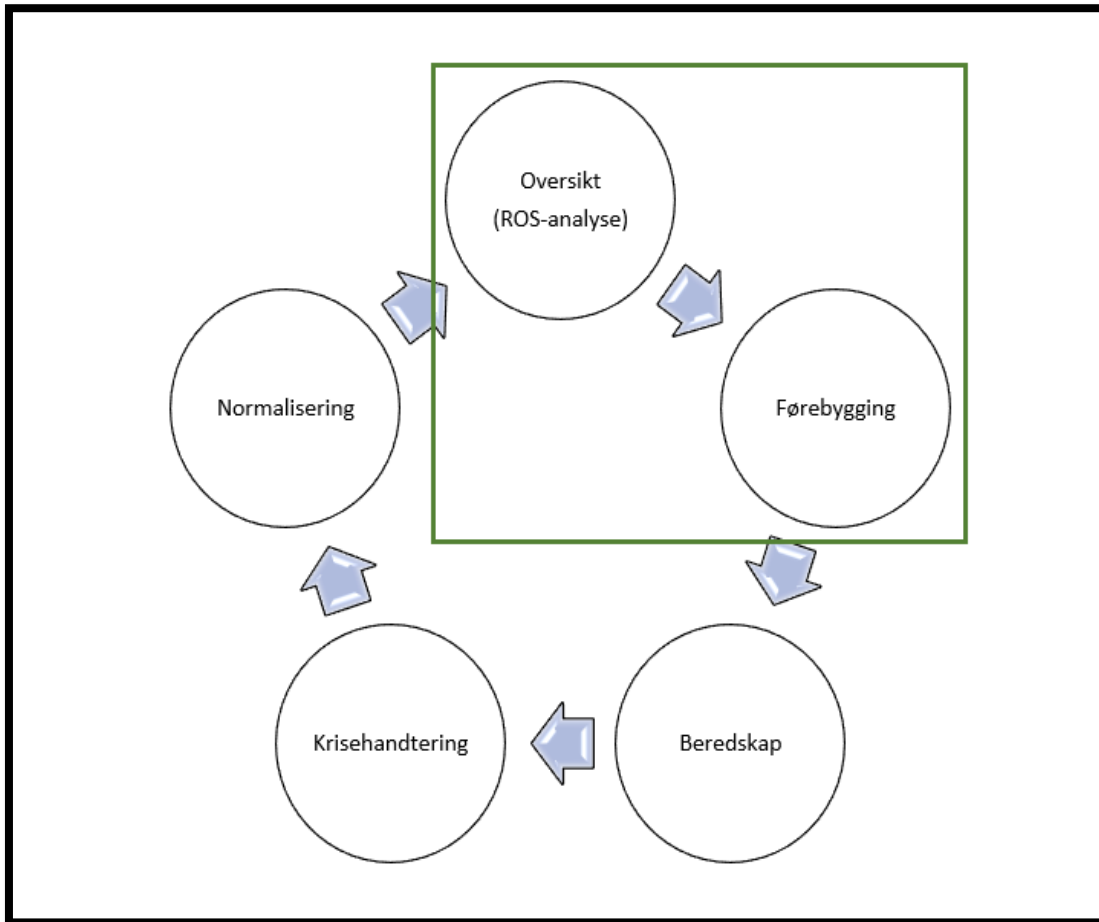 Oversikt
(ROS-analyse)
Førebygging
Beredskap
Krisehandtering
Normalisering